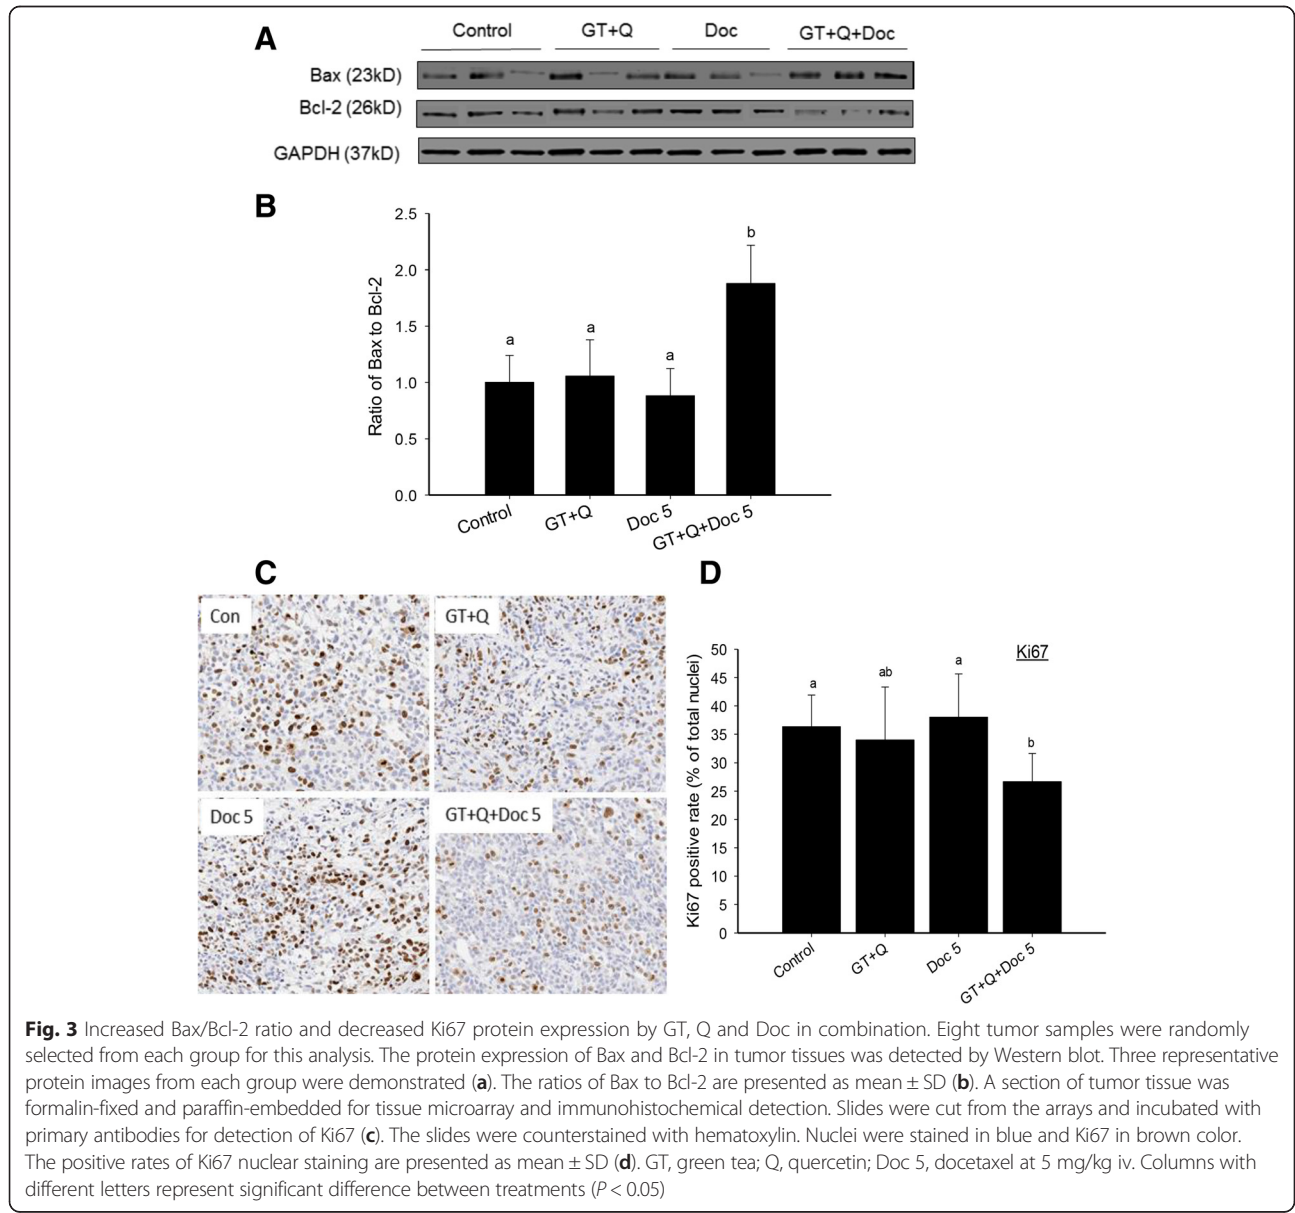 A
Control GT+Q Doc GT+Q+Doc
Bax (23kD)
Bcl-2 (26kD)
GAPDH (37kD)
B
2.5
2.0
1.5
1.0
0.5
0.0
Ratio of Bax to Bcl-2
a a a b
Control GT+Q Doc 5 GT+Q+Doc 5
C
Con
GT+Q
Doc 5
GT+Q+Doc 5
D
Ki67
50
45
40
35
30
25
20
15
10
5
0
Ki67 positive rate (% of total nuclei)
a ab a b
Control GT+Q Doc 5 GT+Q+Doc 5
Fig. 3 Increased Bax/Bcl-2 ratio and decreased Ki67 protein expression by GT, Q and Doc in combination. Eight tumor samples were randomly
selected from each group for this analysis. The protein expression of Bax and Bcl-2 in tumor tissues was detected by Western blot. Three representative
protein images from each group were demonstrated (a). The ratios of Bax to Bcl-2 are presented as mean ± SD (b). A section of tumor tissue was
formalin-fixed and paraffin-embedded for tissue microarray and immunohistochemical detection. Slides were cut from the arrays and incubated with
primary antibodies for detection of Ki67 (c). The slides were counterstained with hematoxylin. Nuclei were stained in blue and Ki67 in brown color.
The positive rates of Ki67 nuclear staining are presented as mean ± SD (d). GT, green tea; Q, quercetin; Doc 5, docetaxel at 5 mg/kg iv. Columns with
different letters represent significant difference between treatments (P < 0.05)